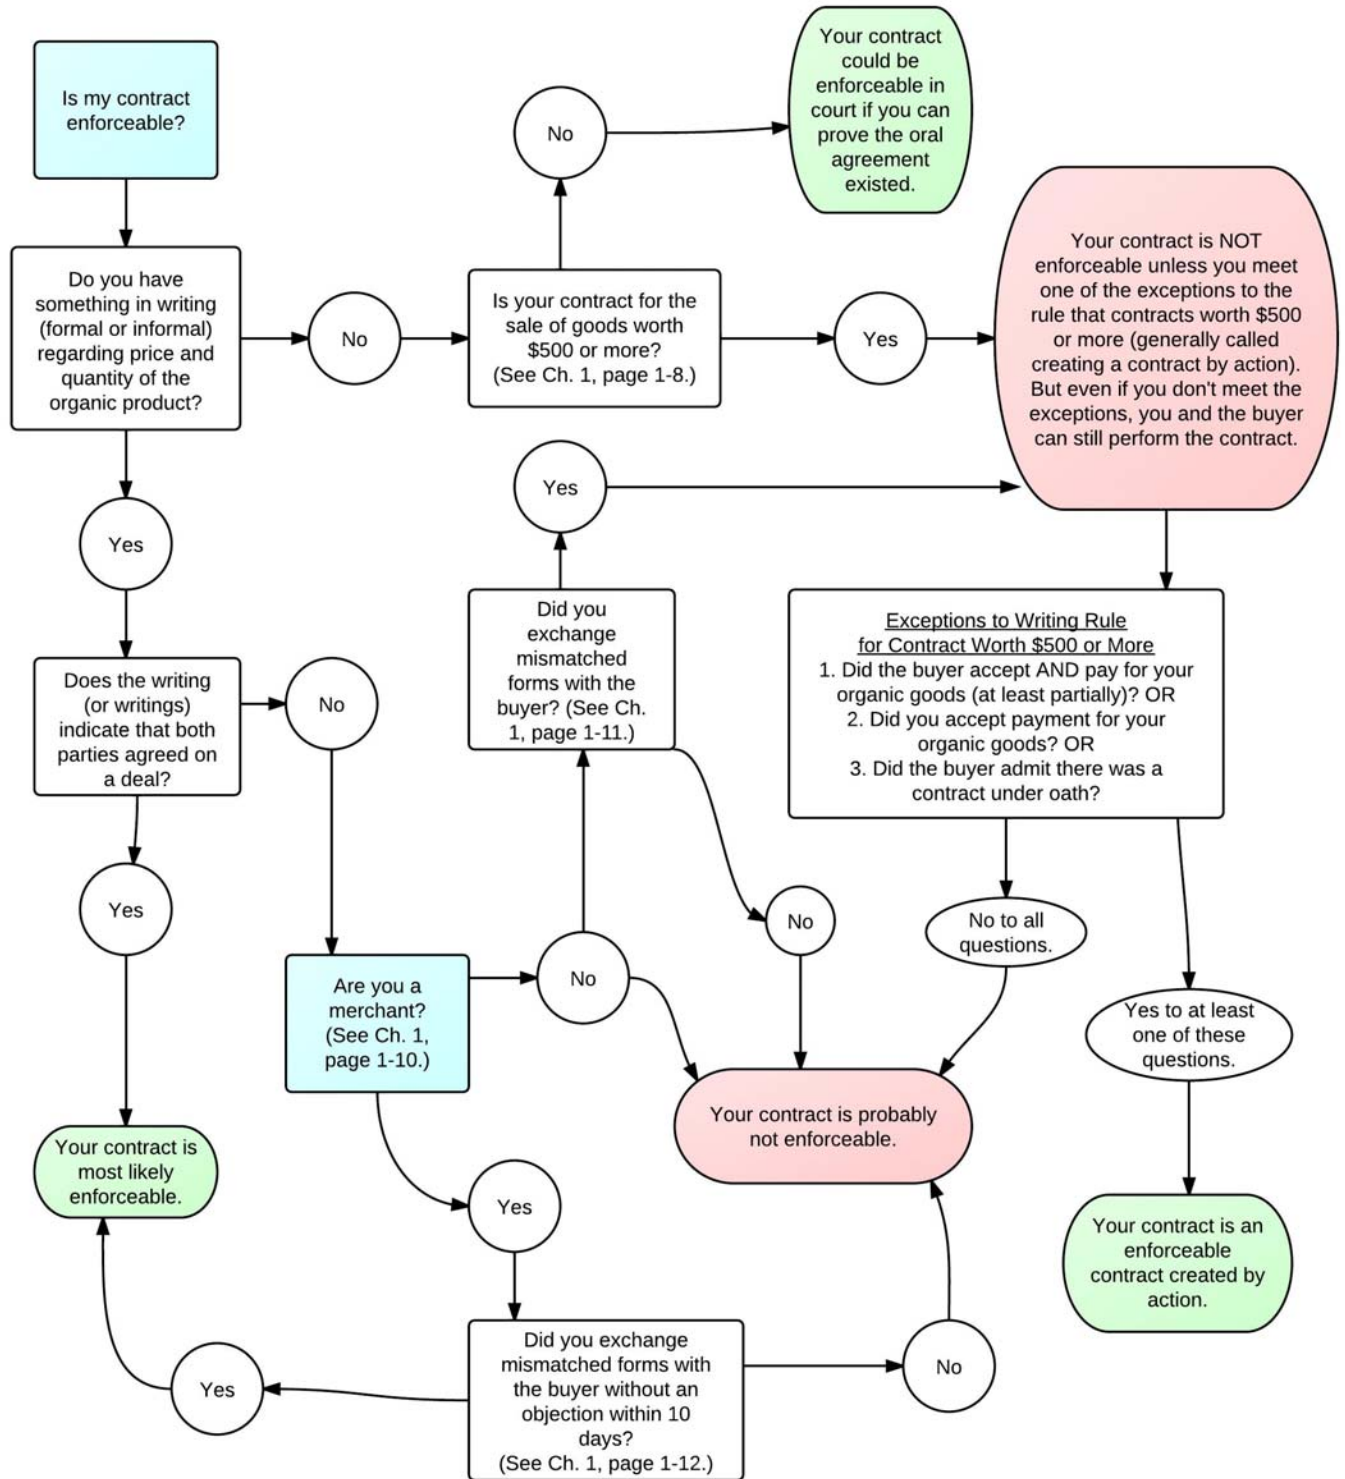 Is my contract
enforceable?
No
Your contract
could be
enforceable in
court if you can
prove the oral
agreement
existed.
Do you have
something in writing
(formal or informal)
regarding price and
quantity of the
organic product?
No
Is your contract for the
sale of goods worth
$500 or more?
(See Ch. 1, page 1-8.)
Yes
Your contract is NOT
enforceable unless you meet
one of the exceptions to the
rule that contracts worth $500
or more (generally called
creating a contract by action).
But even if you don't meet the
exceptions, you and the buyer
can still perform the contract.
Yes
Yes
Does the writing
(or writings)
indicate that both
parties agreed on
a deal?
No
Did you
exchange
mismatched
forms with the
buyer? (See Ch.
1, page 1-11.)
Exceptions to Writing Rule
for Contract Worth $500 or More
1. Did the buyer accept AND pay for your
organic goods (at least partially)? OR
2. Did you accept payment for your
organic goods? OR
3. Did the buyer admit there was a
contract under oath?
Yes
Are you a
merchant?
(See Ch. 1,
page 1-10.)
No
No
No to all
questions.
Yes to at least
one of these
questions.
Your contract is
most likely
enforceable.
Your contract is probably
not enforceable.
Yes
Your contract is an
enforceable
contract created by
action.
Yes
Did you exchange
mismatched forms with
the buyer without an
objection within 10
days?
(See Ch. 1, page 1-12.)
No